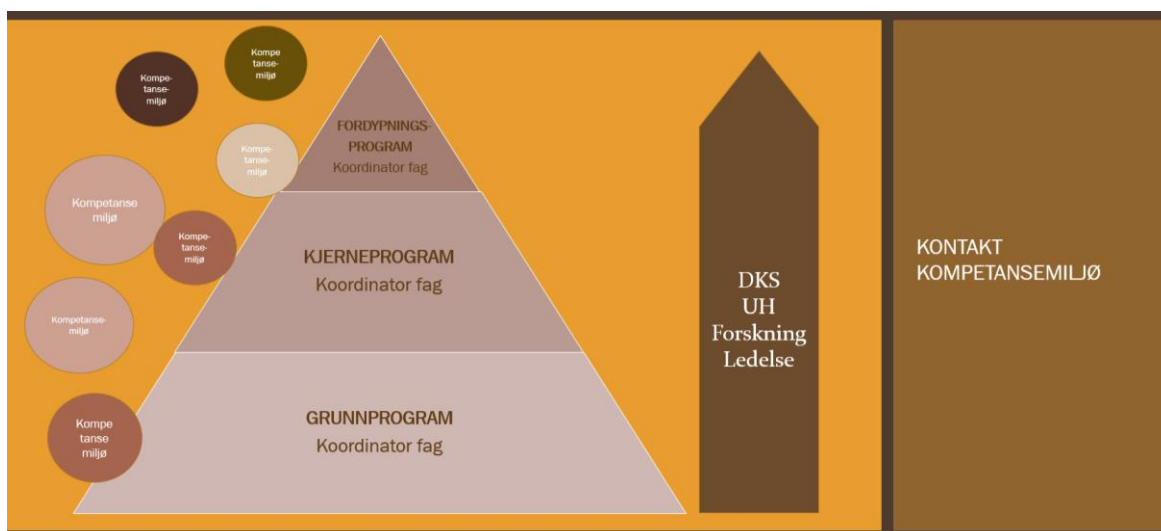 Kompe
tanse-
miljø
Kompe-
tanse-
miljø
Kompe-
tanse-
miljø
Kompetanse
miljø
Kompe-
tanse-
miljø
Kompetanse-
miljø
Kompe
tanse
miljø
FORDYPNINGS-
PROGRAM
Koordinator fag
KJERNEPROGRAM
Koordinator fag
GRUNNPROGRAM
Koordinator fag
DKS
UH
Forskning
Ledelse
KONTAKT
KOMPETANSEMILJØ